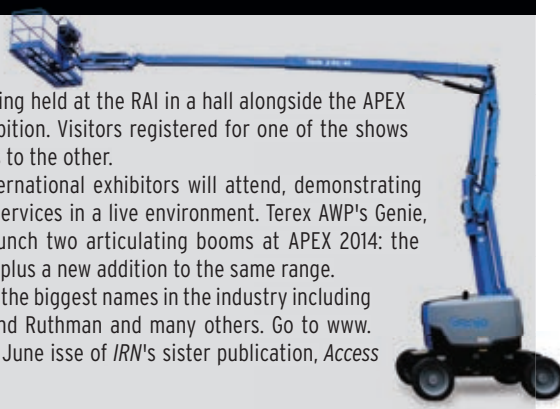 ing held at the RAI in a hall alongside the APEX
bition. Visitors registered for one of the shows
to the other.
ernational exhibitors will attend, demonstrating
ervices in a live environment. Terex AWP's Genie,
unch two articulating booms at APEX 2014: the
plus a new addition to the same range.
the biggest names in the industry including
nd Ruthman and many others. Go to www.
June isse of IRN's sister publication, Access
Genie